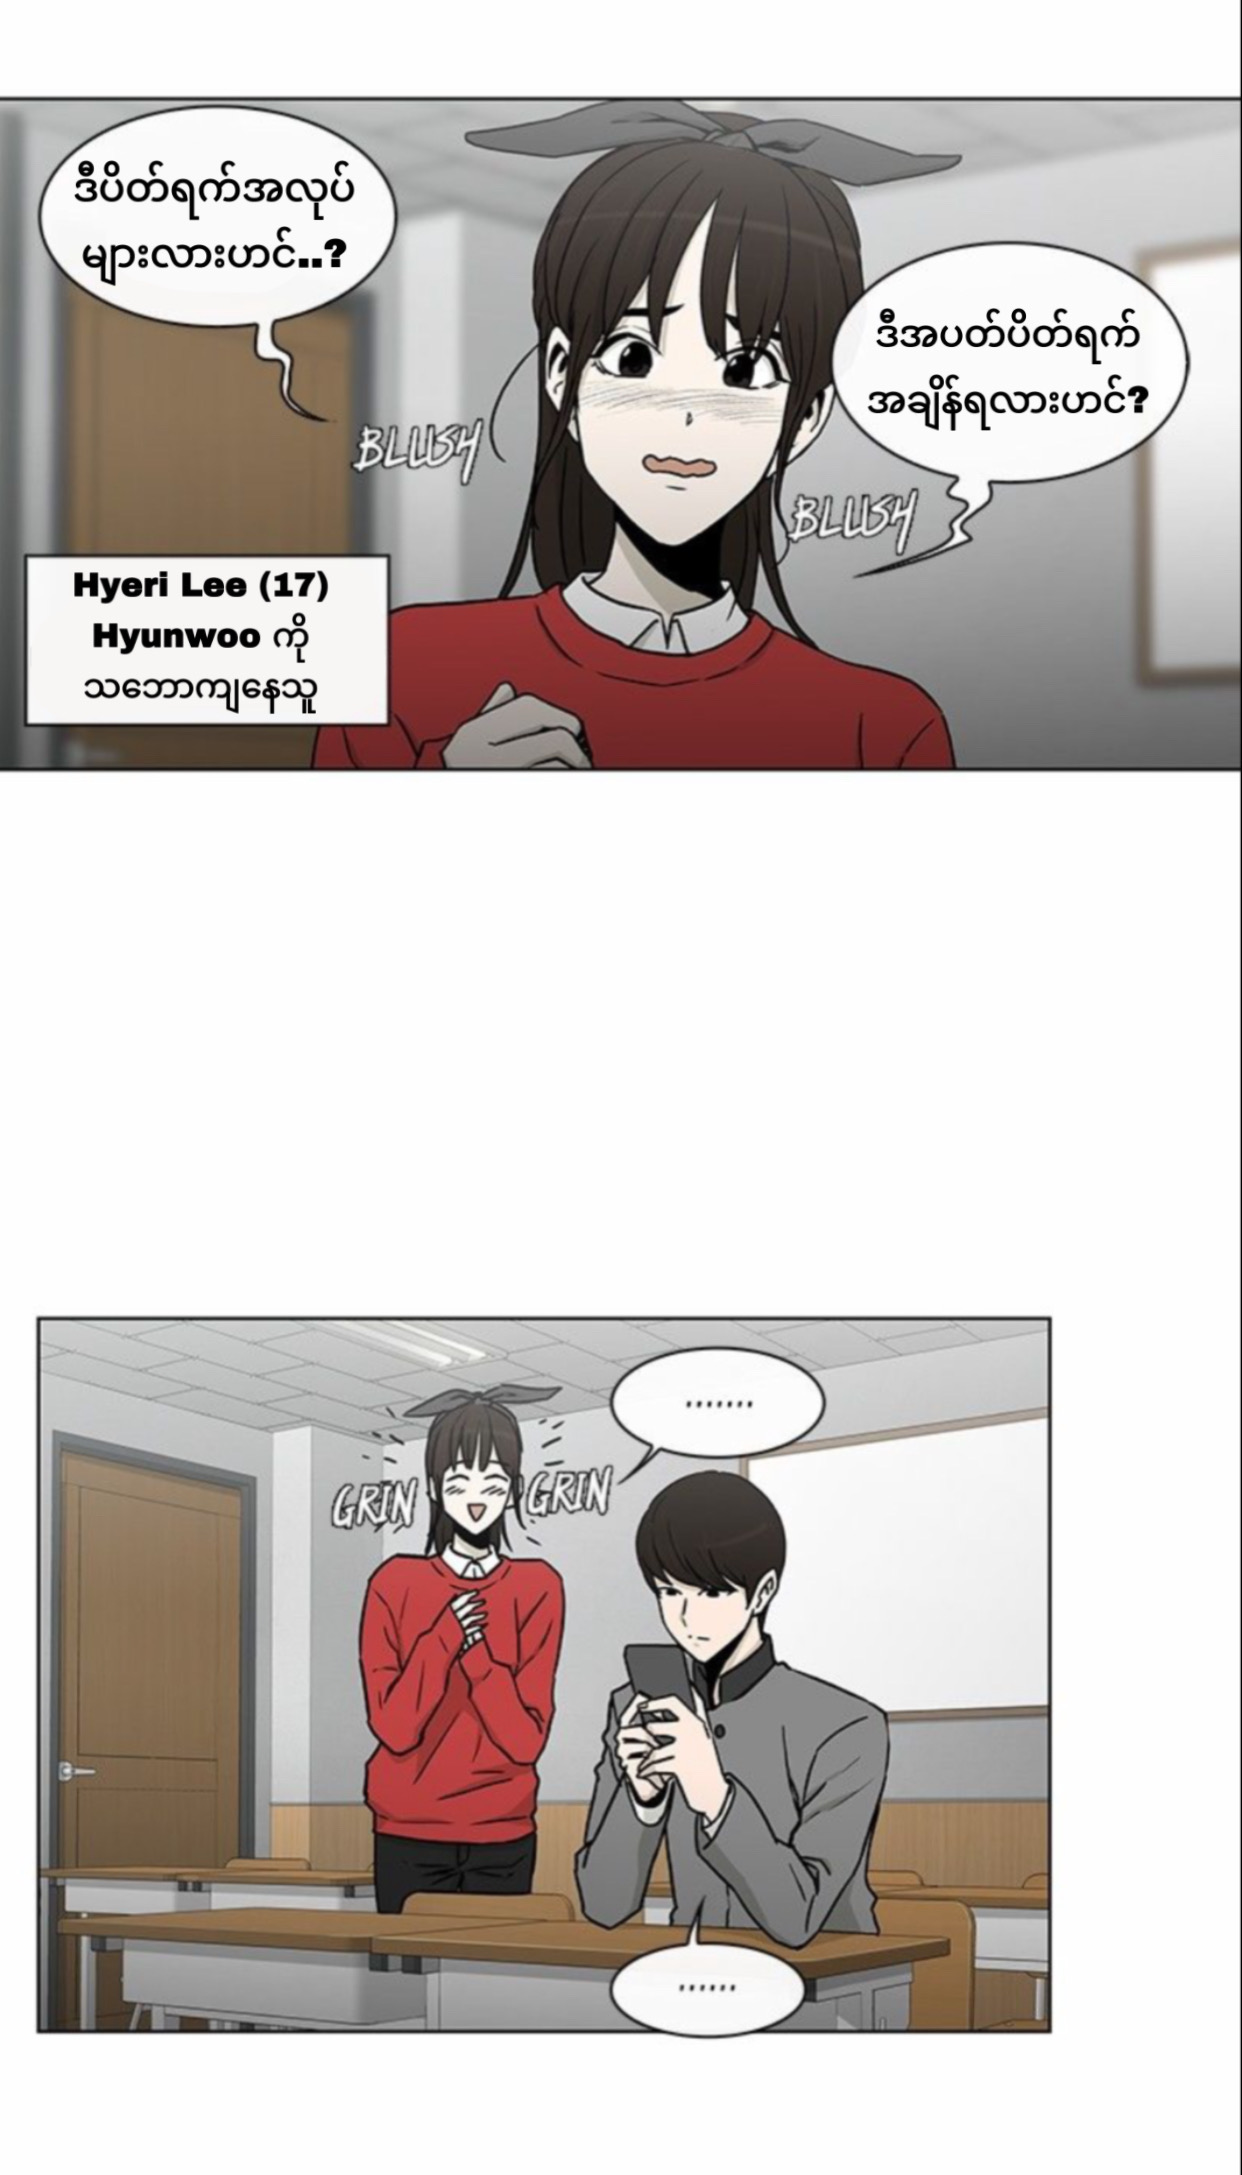 ဒီပိတ်ရက်အလုပ်
များလားဟင်..?
ဒီအပတ်ပိတ်ရက်
အချိန်ရလားဟင်?
BLUSH
BLUSH
Hyeri Lee (17)
Hyunwoo ကို
သဘောကျနေသူ
.......
GRIN
GRIN
......